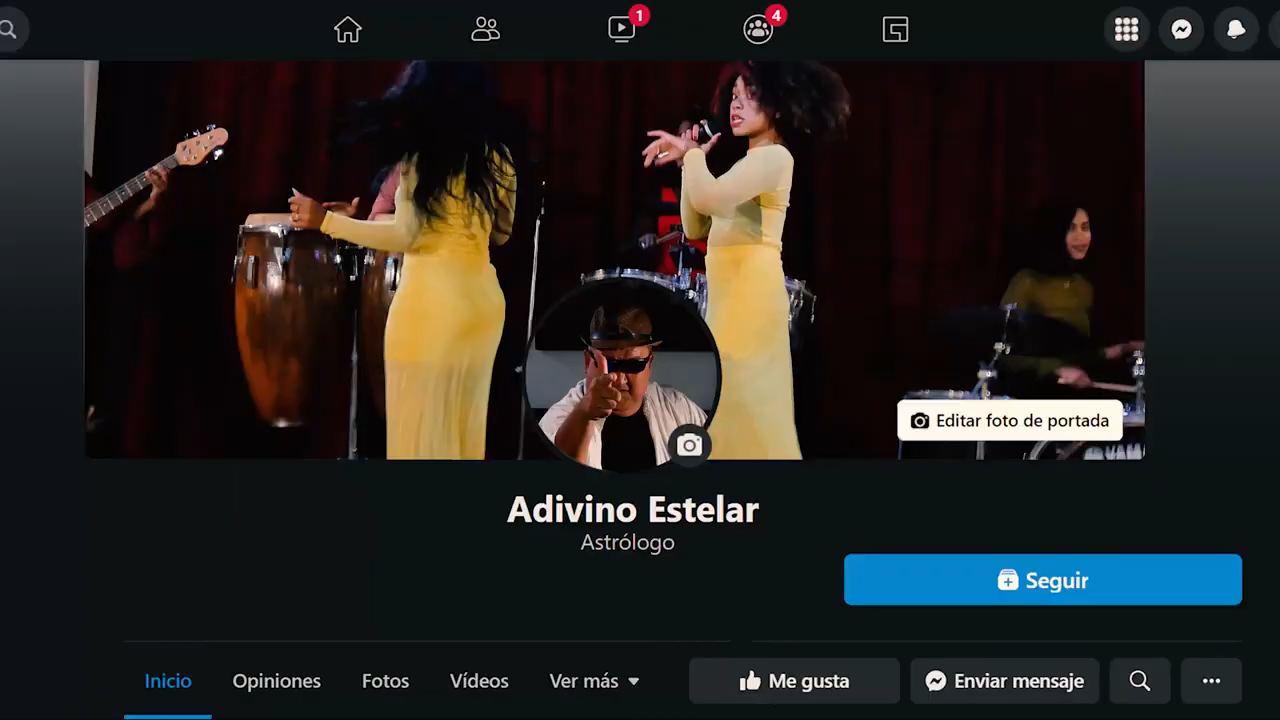 1
4
Editar foto de portada
Adivino Estelar
Astrólogo
Seguir
Inicio
Opiniones
Fotos
Vídeos
Ver más
Me gusta
Enviar mensaje